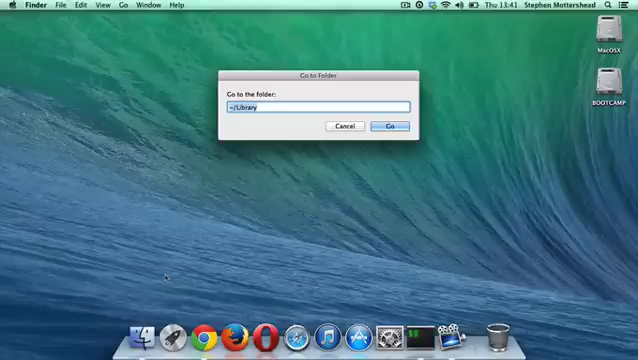 Finder File Edit View Go Window Help Thu 13:41 Stephen Mottershead
Go to Folder
Go to the folder:
~/Library
Cancel Go
MacOSX
BOOTCAMP